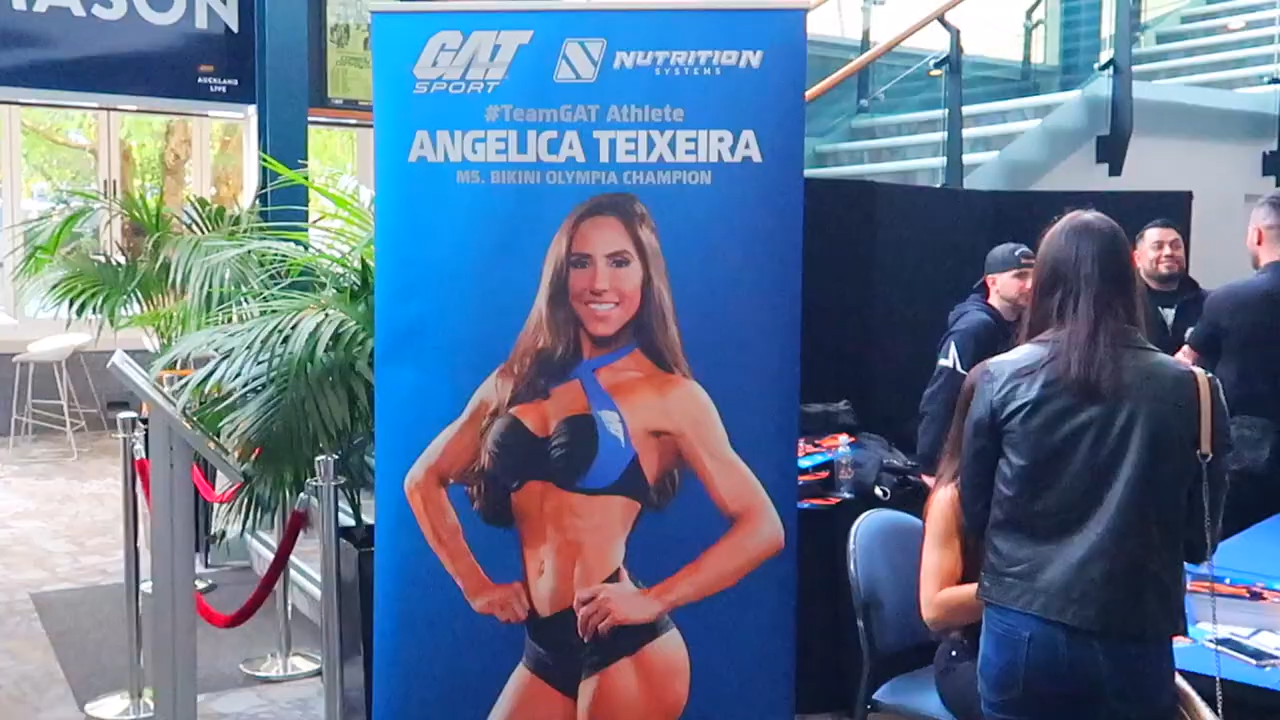 ASON
AUCKLAND
LIVE
GAT
SPORT
NUTRITION
SYSTEMS
#TeamGAT Athlete
ANGELICA TEIXEIRA
MS. BIKINI OLYMPIA CHAMPION